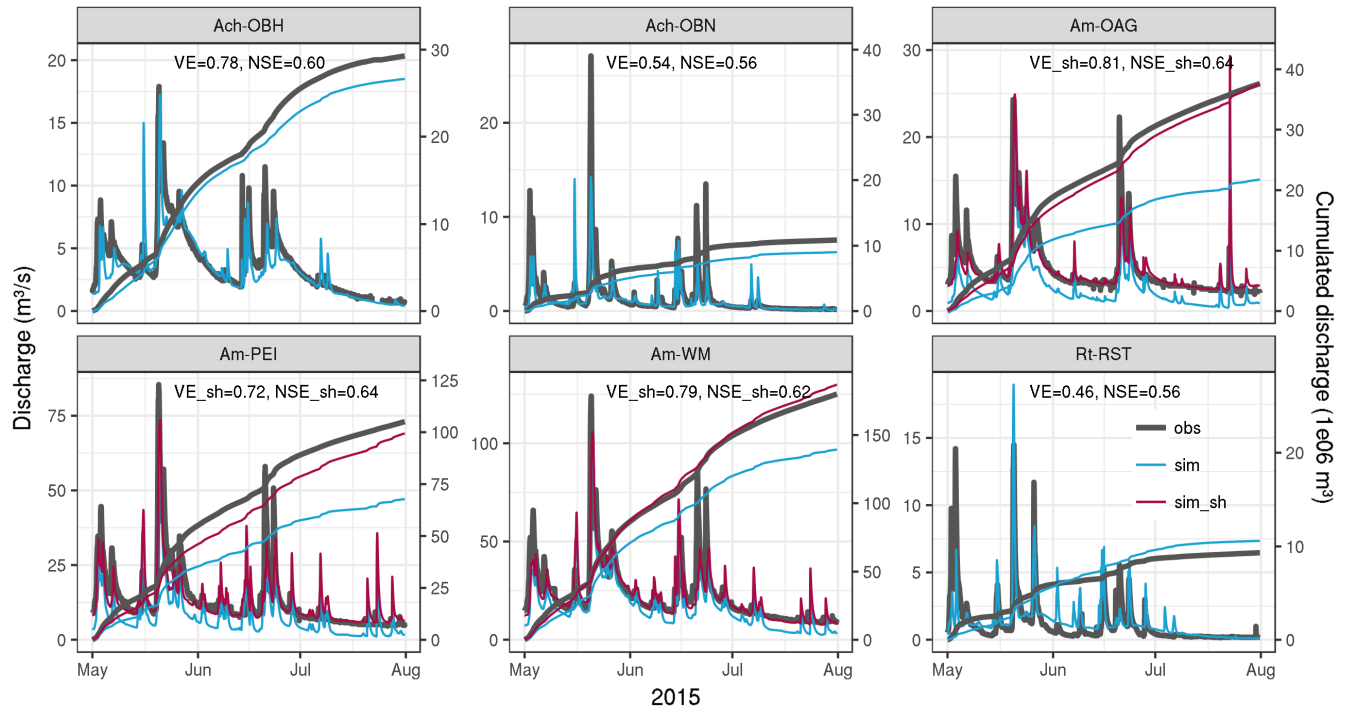 Ach-OBH
Ach-OBN
Am-OAG
VE=0.78, NSE=0.60
VE=0.54, NSE=0.56
VE_sh=0.81, NSE_sh=0.64
0 5 10 15 20
0 10 20 30
0 10 20
0 10 20 30 40
0 10 20 30
0 10 20 30 40
Discharge (m³/s)
Cumulated discharge (1e06 m³)
Am-PEI
Am-WM
Rt-RST
VE_sh=0.72, NSE_sh=0.64
VE_sh=0.79, NSE_sh=0.62
VE=0.46, NSE=0.56
obs
sim
sim_sh
0 25 50 75
0 25 50 75 100 125
0 50 100
0 50 100 150
0 5 10 15
0 10 20
May Jun Jul Aug
May Jun Jul Aug
May Jun Jul Aug
2015